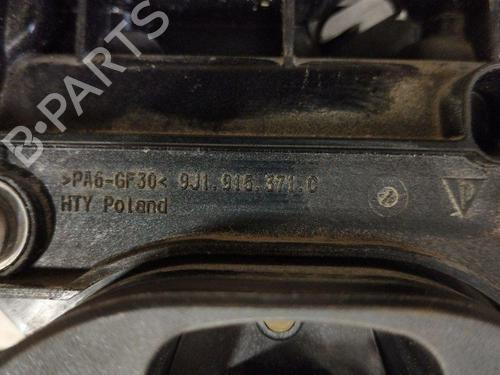 B-PARTS
>PA6-GF30< 9J1.915.371.C
HTY Poland